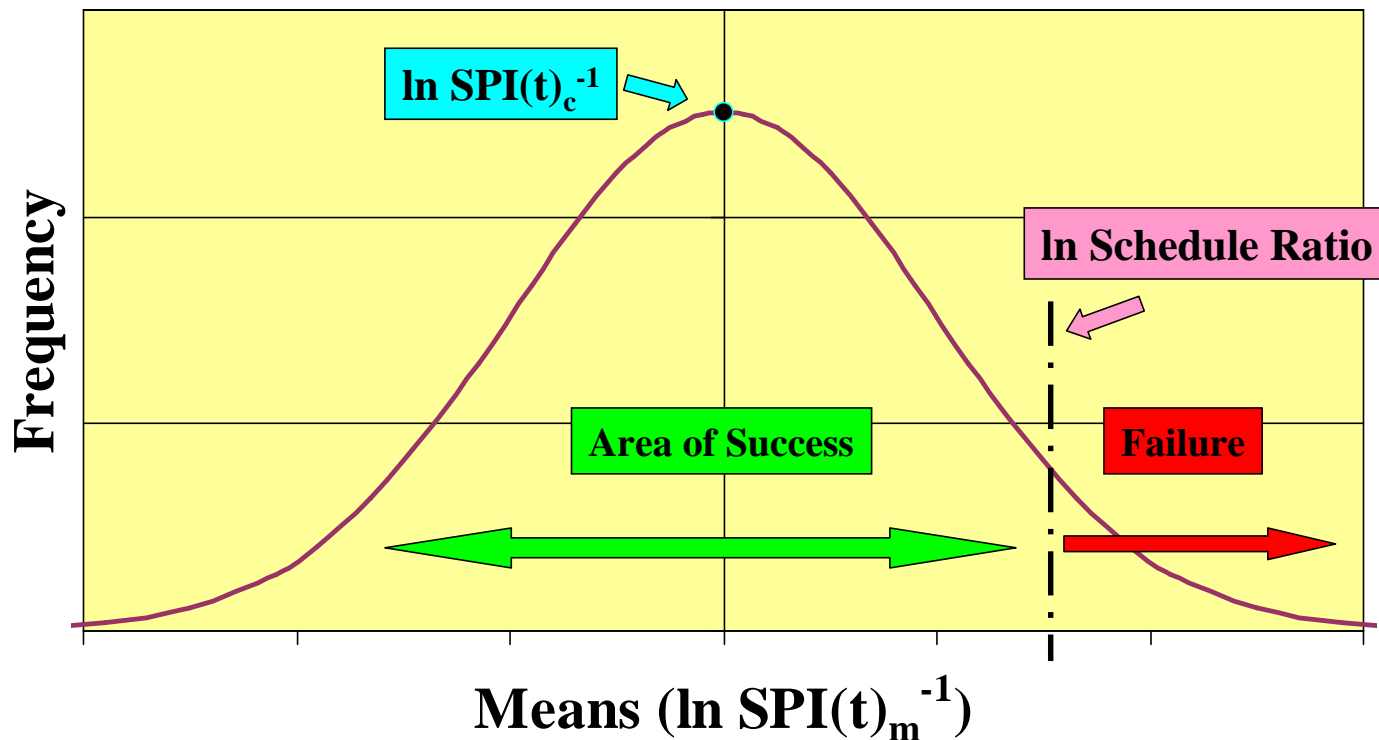 ln SPI(t)c-1
ln Schedule Ratio
Frequency
Area of Success
Failure
Means (ln SPI(t)m-1)